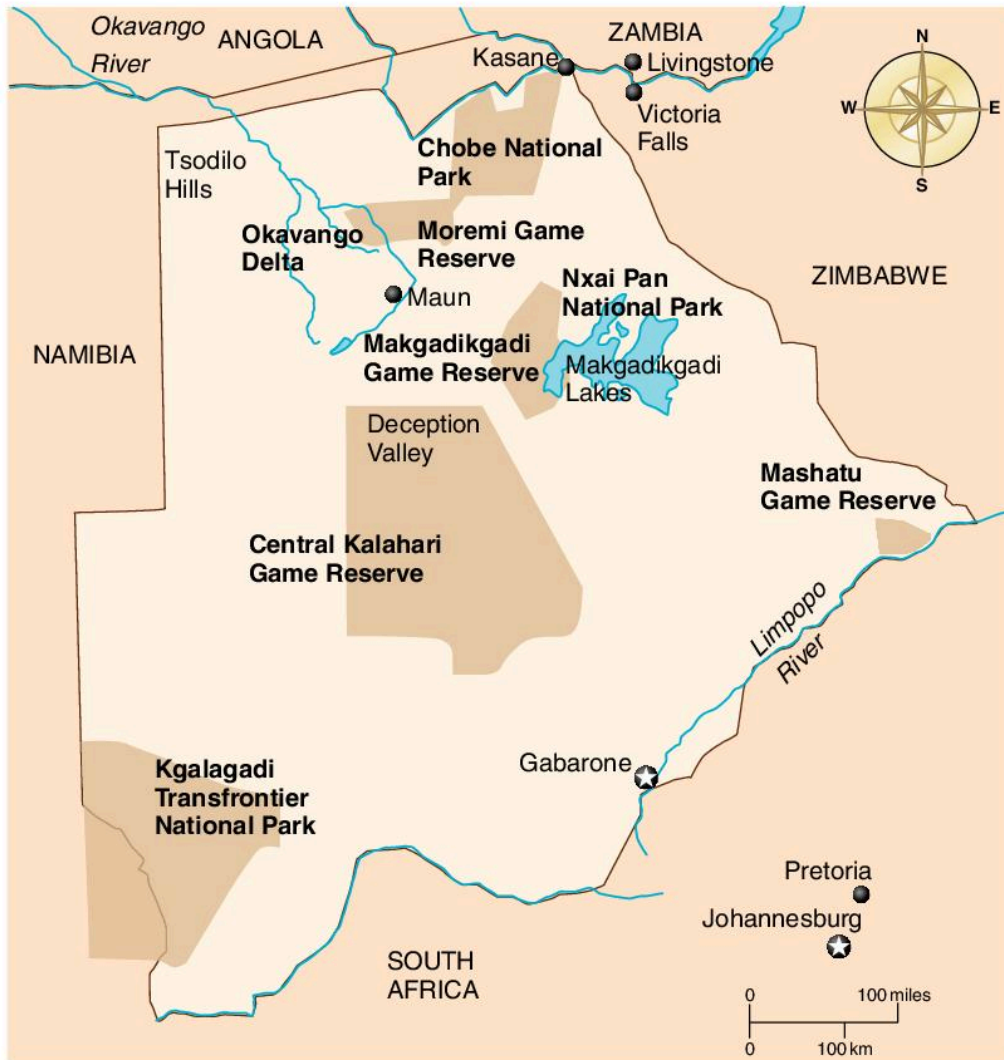 Okavango
River
ANGOLA
ZAMBIA
Kasane
Livingstone
Victoria
Falls
N
W
E
S
Tsodilo
Hills
Chobe National
Park
Okavango
Delta
Moremi Game
Reserve
Maun
Nxai Pan
National Park
ZIMBABWE
NAMIBIA
Makgadikgadi
Game Reserve
Makgadikgadi
Lakes
Deception
Valley
Mashatu
Game Reserve
Central Kalahari
Game Reserve
Limpopo
River
Gabarone
Kgalagadi
Transfrontier
National Park
Pretoria
Johannesburg
SOUTH
AFRICA
0 100 miles
0 100 km